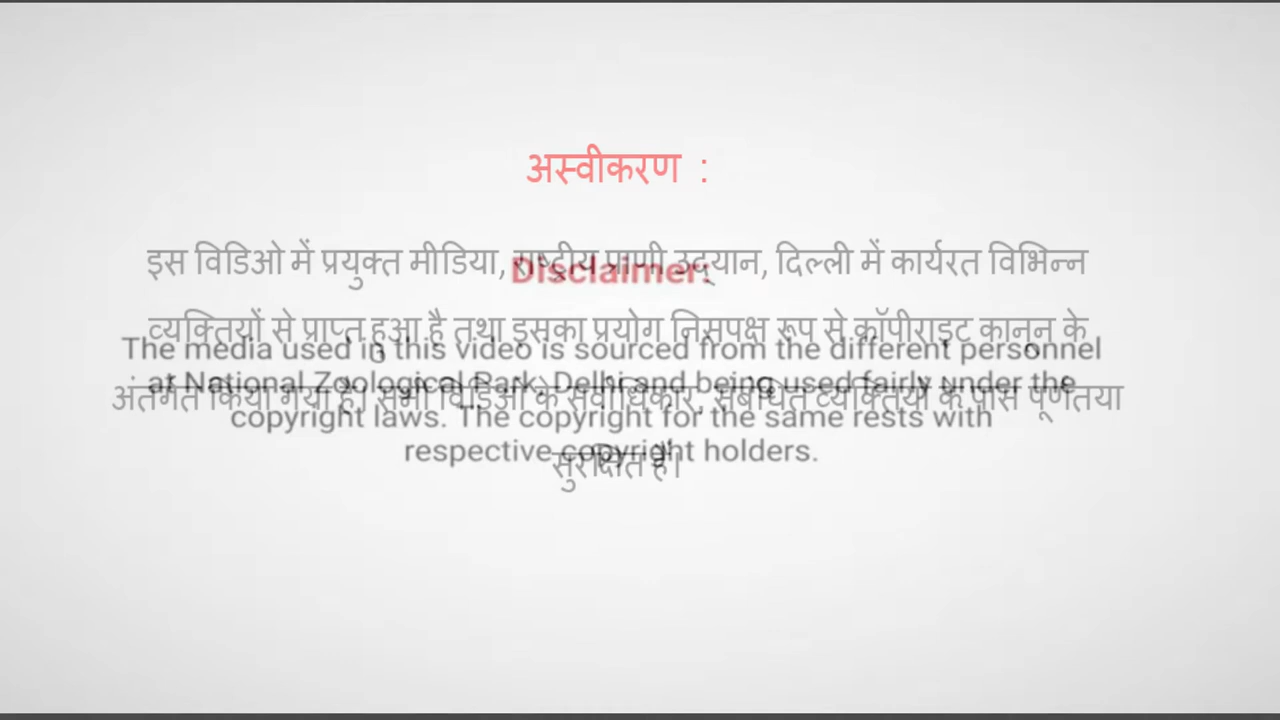 अस्वीकरण :
इस विडिओ में प्रयुक्त मीडिया, राष्ट्रीय प्राणी उद्यान, दिल्ली में कार्यरत विभिन्न
Disclaimer:
व्यक्तियों से प्राप्त हुआ है तथा इसका प्रयोग निसपक्ष रूप से कॉपीराइट कानून के
The media used in this video is sourced from the different personnel
at National Zoological Park, Delhi and being used fairly under the
अंतर्गत किया गया है। सभी विडिओ के सर्वाधिकार, संबंधित व्यक्तियों के पास पूर्णतया
copyright laws. The copyright for the same rests with
respective copyright holders.
सुरक्षित है।